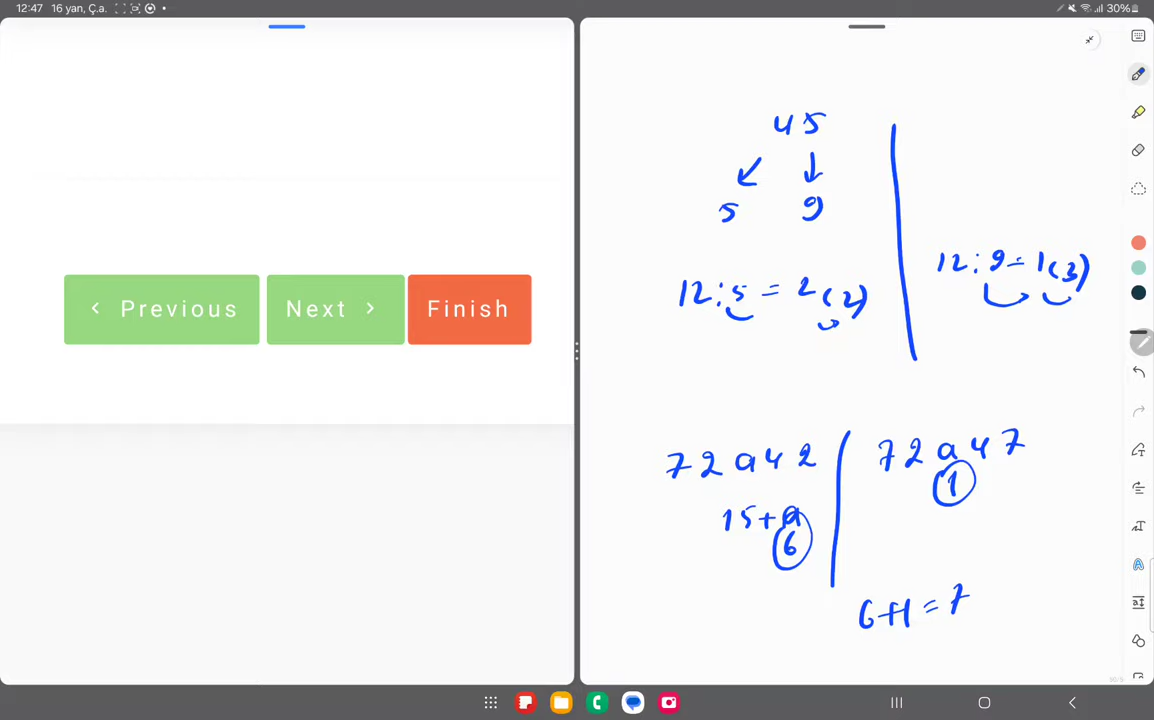 12:47 16 yan, Ç.a. 30%
Previous Next Finish
45
5 9
12:5=2(2)
12:9=1(3)
72a42
15+a
6
72a47
1
6+1=7